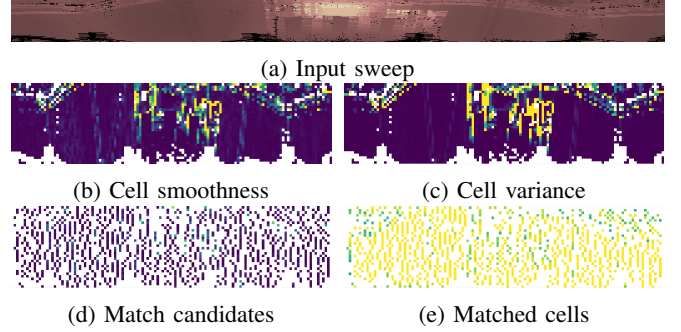 (a) Input sweep
(b) Cell smoothness
(c) Cell variance
(d) Match candidates
(e) Matched cells